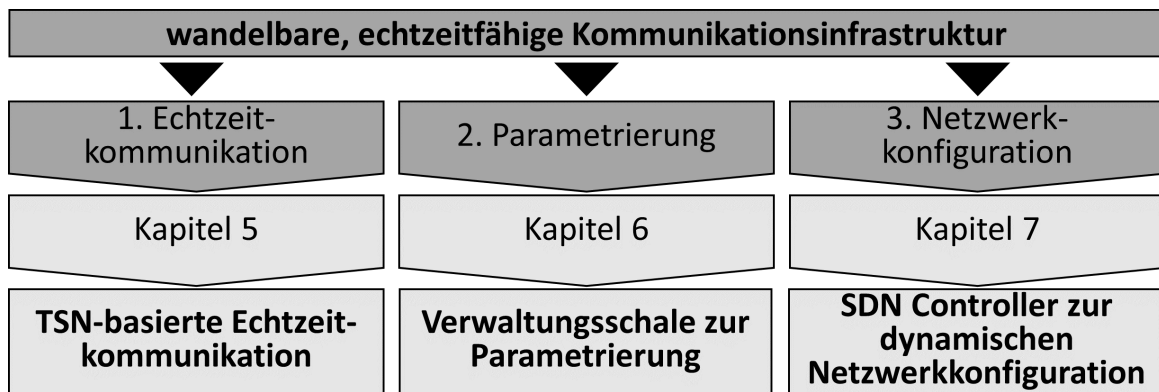 wandelbare, echtzeitfähige Kommunikationsinfrastruktur
1. Echtzeit-
kommunikation
2. Parametrierung
3. Netzwerk-
konfiguration
Kapitel 5
Kapitel 6
Kapitel 7
TSN-basierte Echtzeit-
kommunikation
Verwaltungsschale zur
Parametrierung
SDN Controller zur
dynamischen
Netzwerkkonfiguration